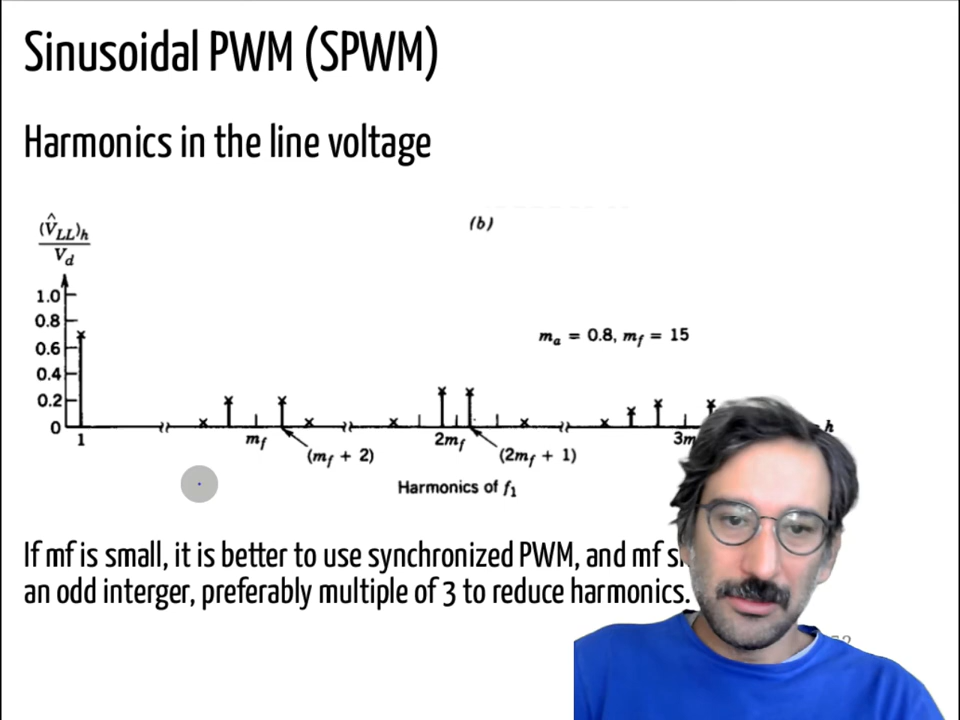 Sinusoidal PWM (SPWM)
Harmonics in the line voltage
(b)
(V̂LL)h
Vd
1.0
0.8
ma = 0.8, mf = 15
0.6
0.4
0.2
0
h
1
mf
2mf
3m
(mf + 2)
(2mf + 1)
Harmonics of f1
If mf is small, it is better to use synchronized PWM, and mf
an odd interger, preferably multiple of 3 to reduce harmonics.